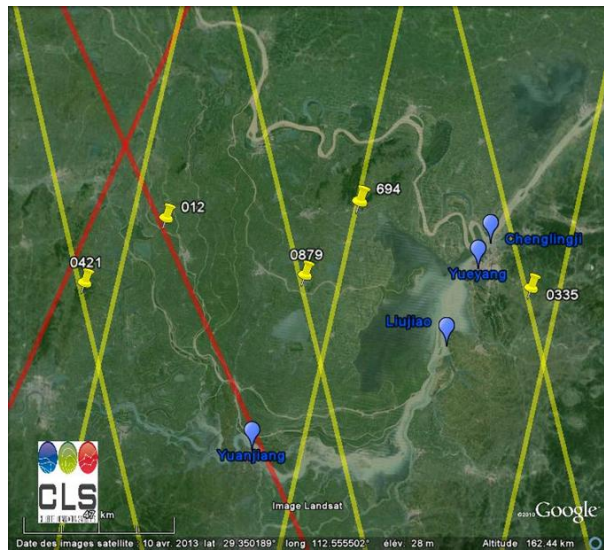 694
012
Chenglingji
Yueyang
0879
0421
0335
Liujiao
Yuanjiang
CLS
47 km
Image Landsat
©2013 Google
Date des images satellite : 10 avr. 2013 lat 29.350189° long 112.555502° élév. 28 m Altitude 162.44 km